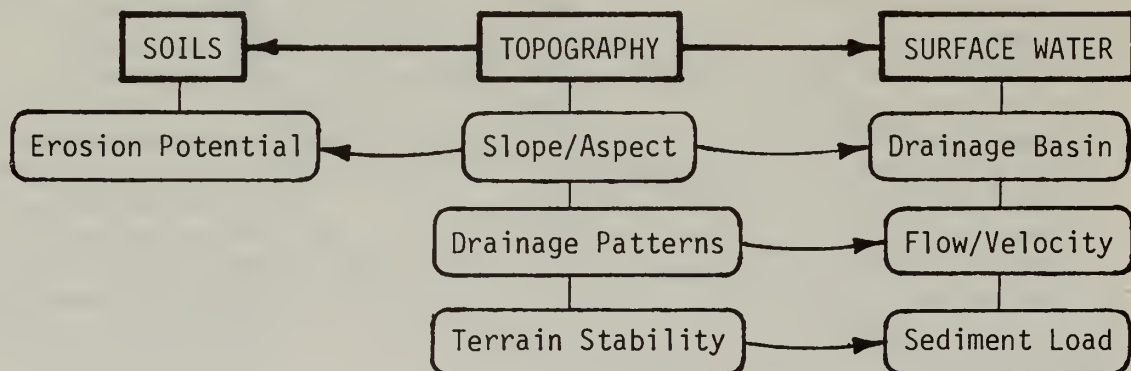 SOILS
TOPOGRAPHY
SURFACE WATER
Erosion Potential
Slope/Aspect
Drainage Basin
Drainage Patterns
Flow/Velocity
Terrain Stability
Sediment Load